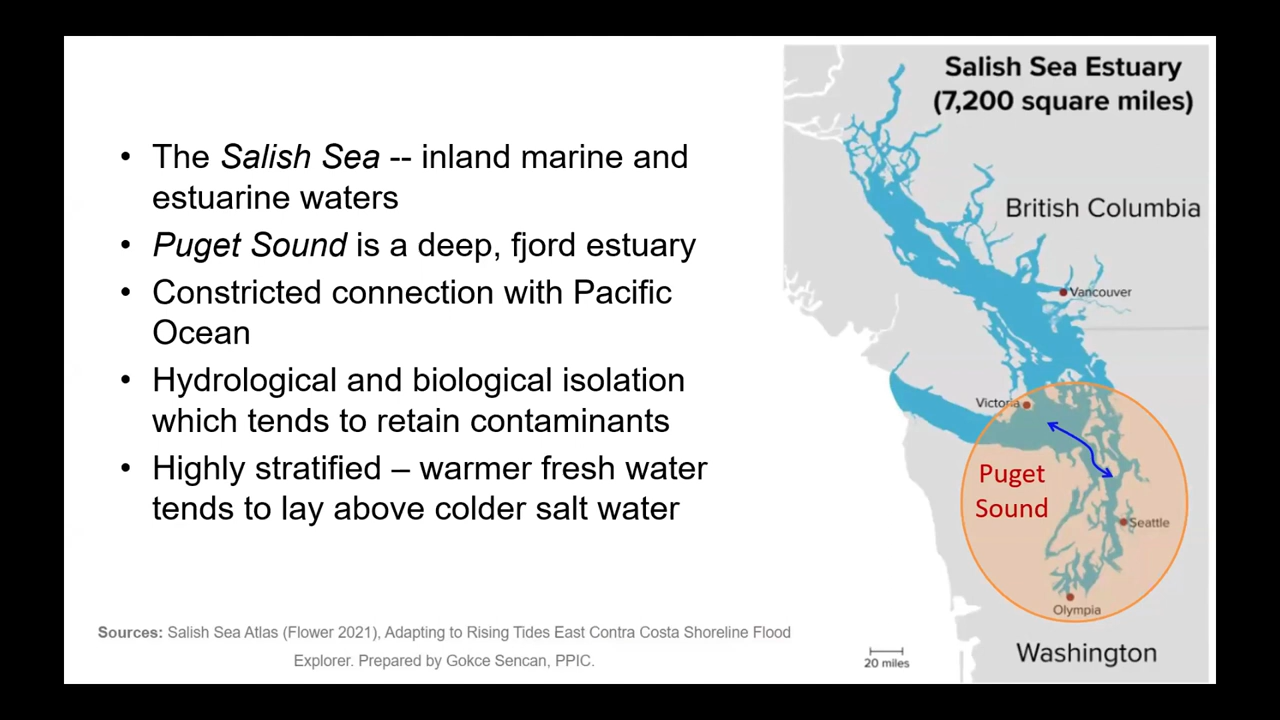 Salish Sea Estuary
(7,200 square miles)
• The Salish Sea -- inland marine and
estuarine waters
• Puget Sound is a deep, fjord estuary
• Constricted connection with Pacific
Ocean
• Hydrological and biological isolation
which tends to retain contaminants
• Highly stratified – warmer fresh water
tends to lay above colder salt water
British Columbia
Vancouver
Victoria
Puget
Sound
Seattle
Olympia
Washington
20 miles
Sources: Salish Sea Atlas (Flower 2021), Adapting to Rising Tides East Contra Costa Shoreline Flood
Explorer. Prepared by Gokce Sencan, PPIC.